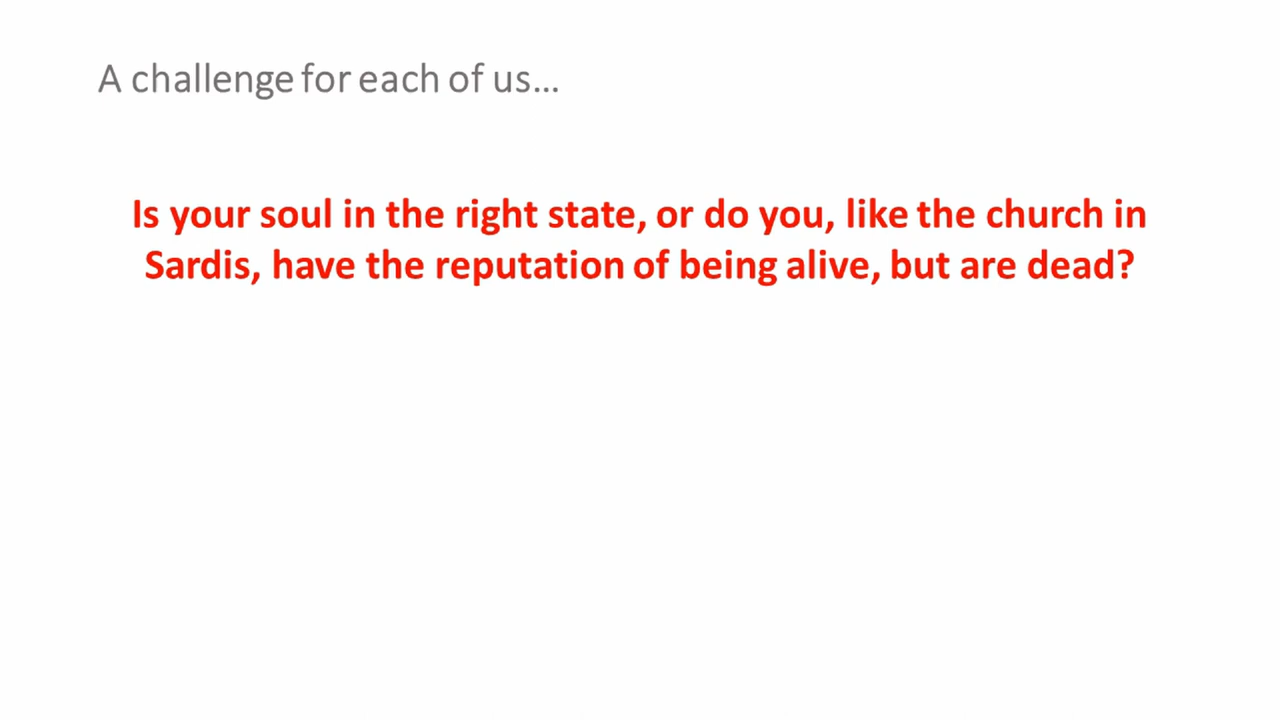 A challenge for each of us…
Is your soul in the right state, or do you, like the church in
Sardis, have the reputation of being alive, but are dead?